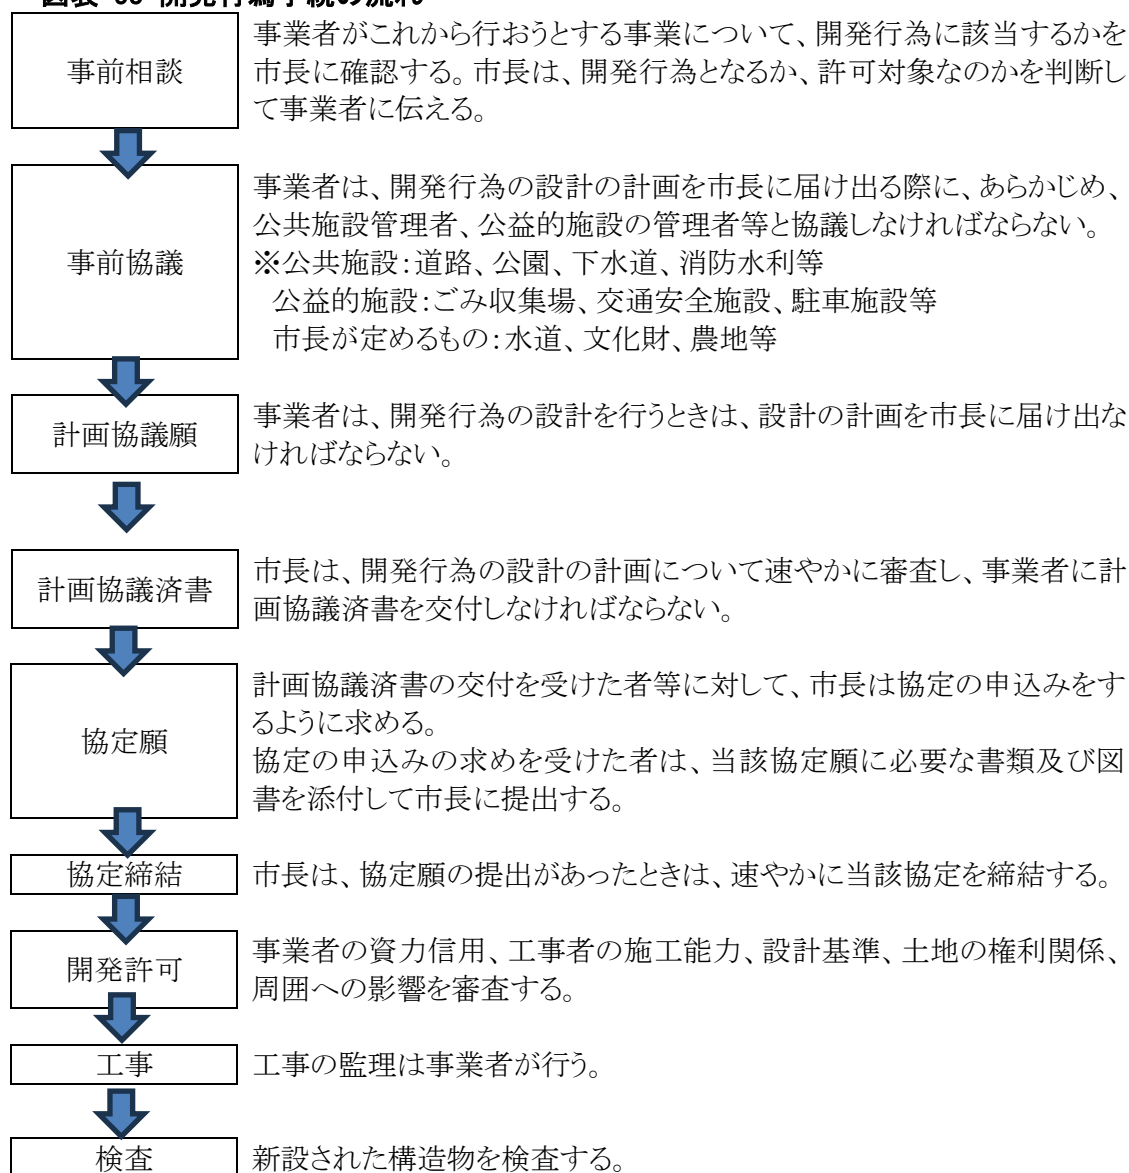 事前相談
事業者がこれから行おうとする事業について、開発行為に該当するかを
市長に確認する。市長は、開発行為となるか、許可対象なのかを判断し
て事業者に伝える。
事前協議
事業者は、開発行為の設計の計画を市長に届け出る際に、あらかじめ、
公共施設管理者、公益的施設の管理者等と協議しなければならない。
※公共施設：道路、公園、下水道、消防水利等
公益的施設：ごみ収集場、交通安全施設、駐車施設等
市長が定めるもの：水道、文化財、農地等
計画協議願
事業者は、開発行為の設計を行うときは、設計の計画を市長に届け出な
ければならない。
計画協議済書
市長は、開発行為の設計の計画について速やかに審査し、事業者に計
画協議済書を交付しなければならない。
協定願
計画協議済書の交付を受けた者等に対して、市長は協定の申込みをす
るように求める。
協定の申込みの求めを受けた者は、当該協定願に必要な書類及び図
書を添付して市長に提出する。
協定締結
市長は、協定願の提出があったときは、速やかに当該協定を締結する。
開発許可
事業者の資力信用、工事者の施工能力、設計基準、土地の権利関係、
周囲への影響を審査する。
工事
工事の監理は事業者が行う。
検査
新設された構造物を検査する。